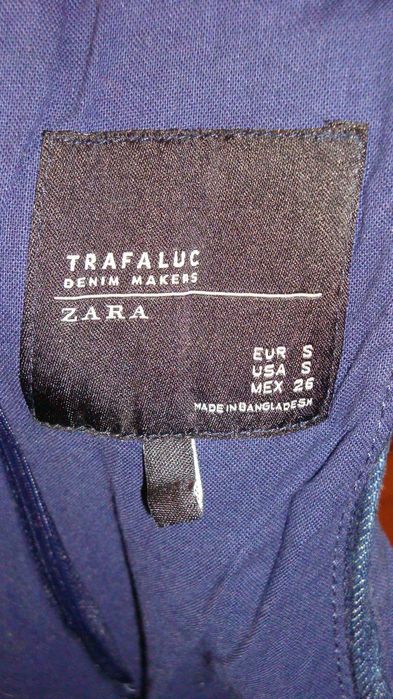 TRAFALUC
DENIM MAKERS
ZARA
EUR S
USA S
MEX 26
MADE IN BANGLADESH